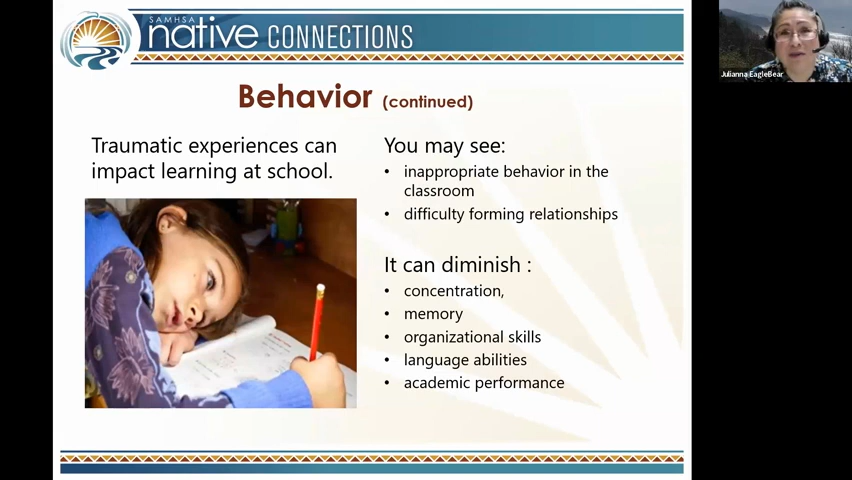 SAMHSA
native CONNECTIONS
Behavior (continued)
Traumatic experiences can
impact learning at school.
You may see:
• inappropriate behavior in the
classroom
• difficulty forming relationships
It can diminish :
• concentration,
• memory
• organizational skills
• language abilities
• academic performance
Julianna EagleBear